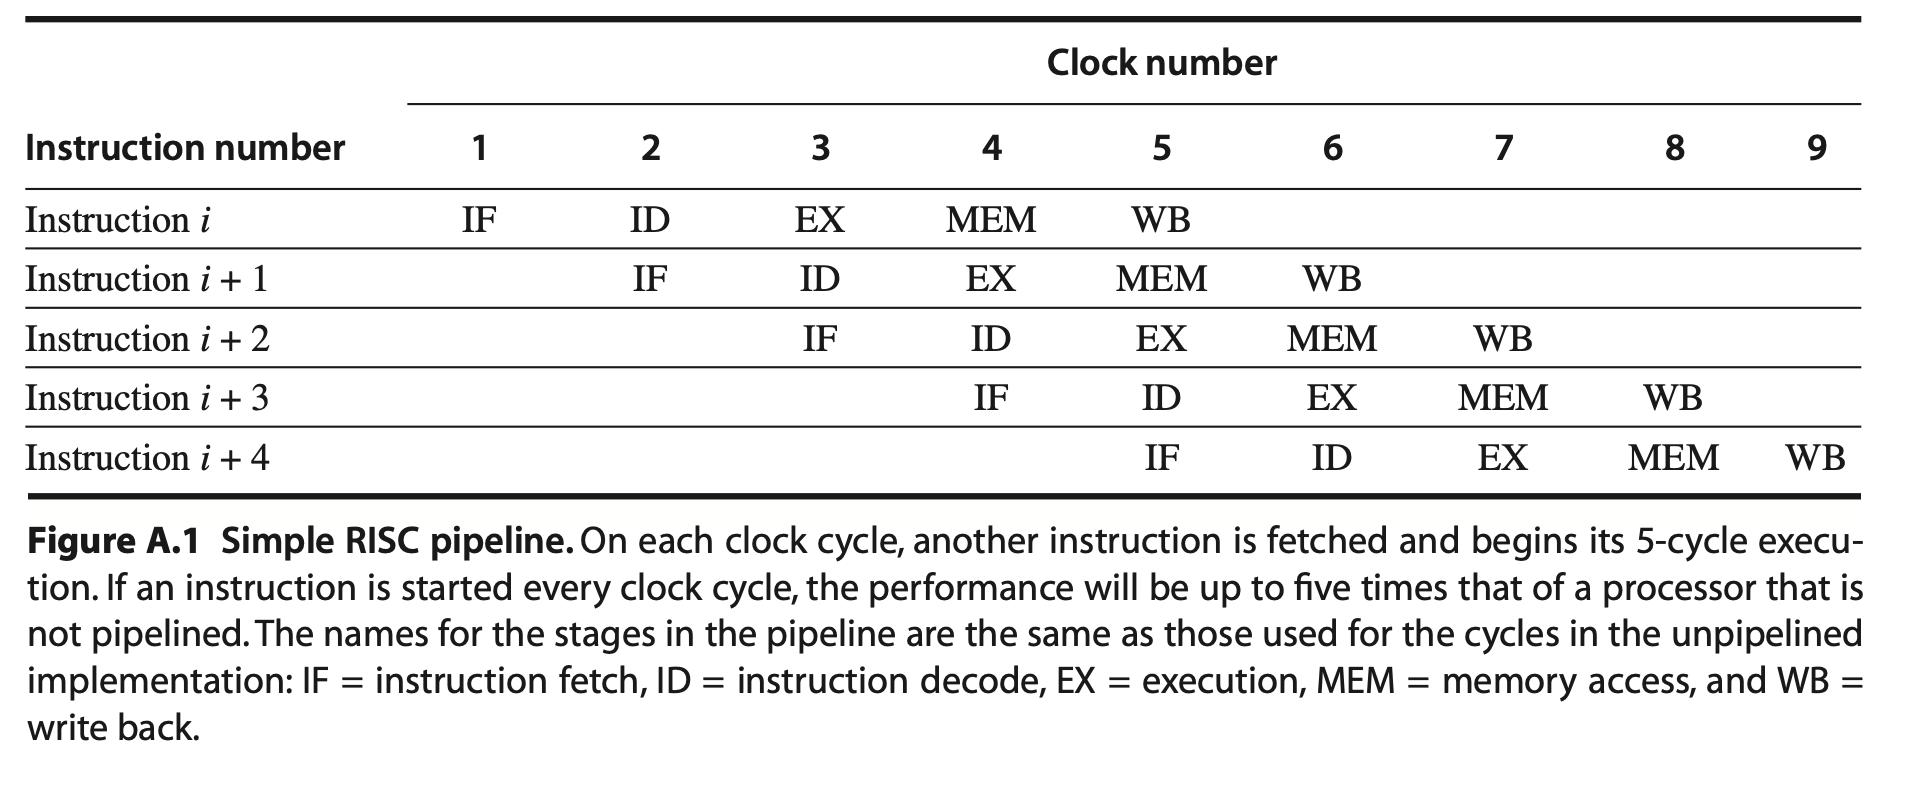 Clock number
Instruction number 1 2 3 4 5 6 7 8 9
Instruction i IF ID EX MEM WB
Instruction i + 1 IF ID EX MEM WB
Instruction i + 2 IF ID EX MEM WB
Instruction i + 3 IF ID EX MEM WB
Instruction i + 4 IF ID EX MEM WB
Figure A.1 Simple RISC pipeline. On each clock cycle, another instruction is fetched and begins its 5-cycle execu-
tion. If an instruction is started every clock cycle, the performance will be up to five times that of a processor that is
not pipelined. The names for the stages in the pipeline are the same as those used for the cycles in the unpipelined
implementation: IF = instruction fetch, ID = instruction decode, EX = execution, MEM = memory access, and WB =
write back.